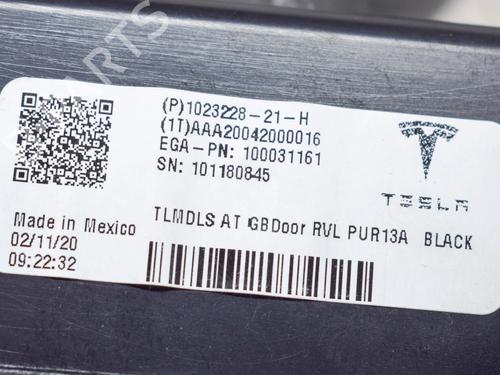 (P)1023228-21-H
(1T)AAA20042000016
EGA-PN: 100031161
SN: 101180845
TESLA
Made in Mexico
02/11/20
09:22:32
TLMDLS AT GBDoor RVL PUR13A BLACK
PARTS